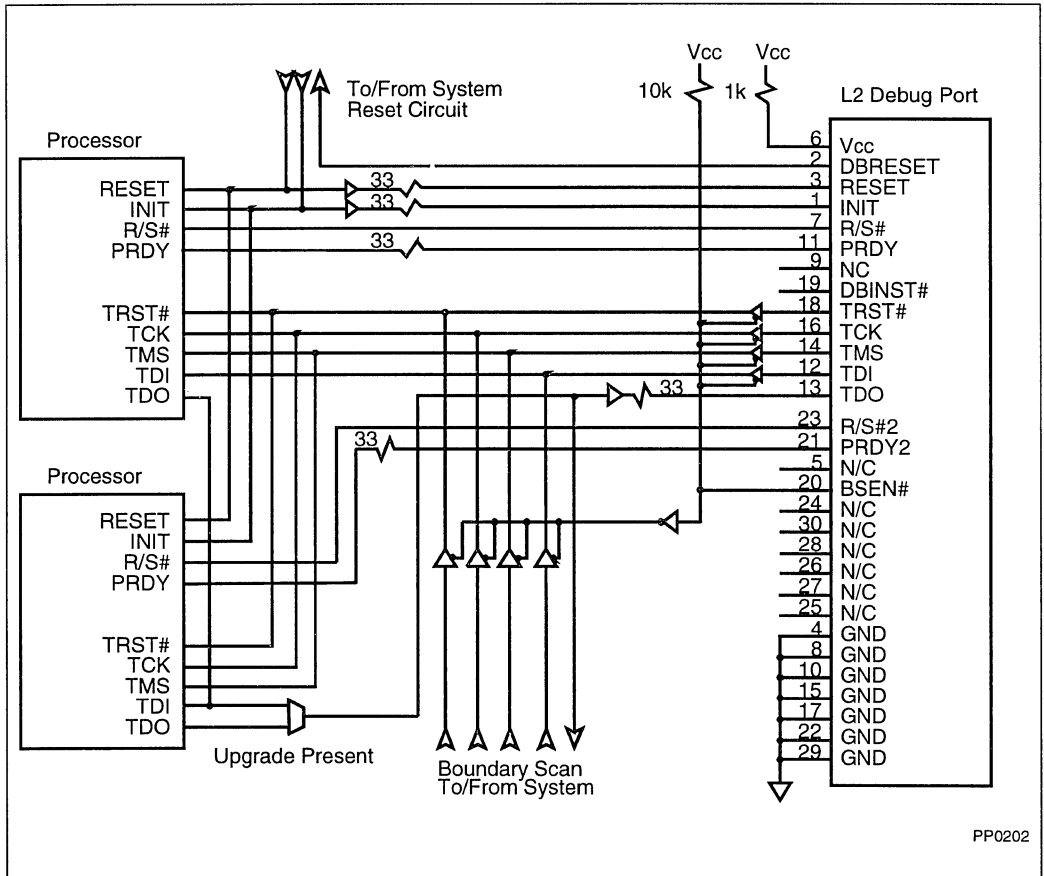 Vcc
Vcc
10k
1k
L2 Debug Port
To/From System
Reset Circuit
Processor
RESET
INIT
R/S#
PRDY
TRST#
TCK
TMS
TDI
TDO
33
33
33
33
33
6 Vcc
2 DBRESET
3 RESET
1 INIT
7 R/S#
11 PRDY
9 NC
19 DBINST#
18 TRST#
16 TCK
14 TMS
12 TDI
13 TDO
23 R/S#2
21 PRDY2
5 N/C
20 BSEN#
24 N/C
30 N/C
28 N/C
26 N/C
27 N/C
25 N/C
4 GND
8 GND
10 GND
15 GND
17 GND
22 GND
29 GND
Processor
RESET
INIT
R/S#
PRDY
TRST#
TCK
TMS
TDI
TDO
Upgrade Present
Boundary Scan
To/From System
PP0202